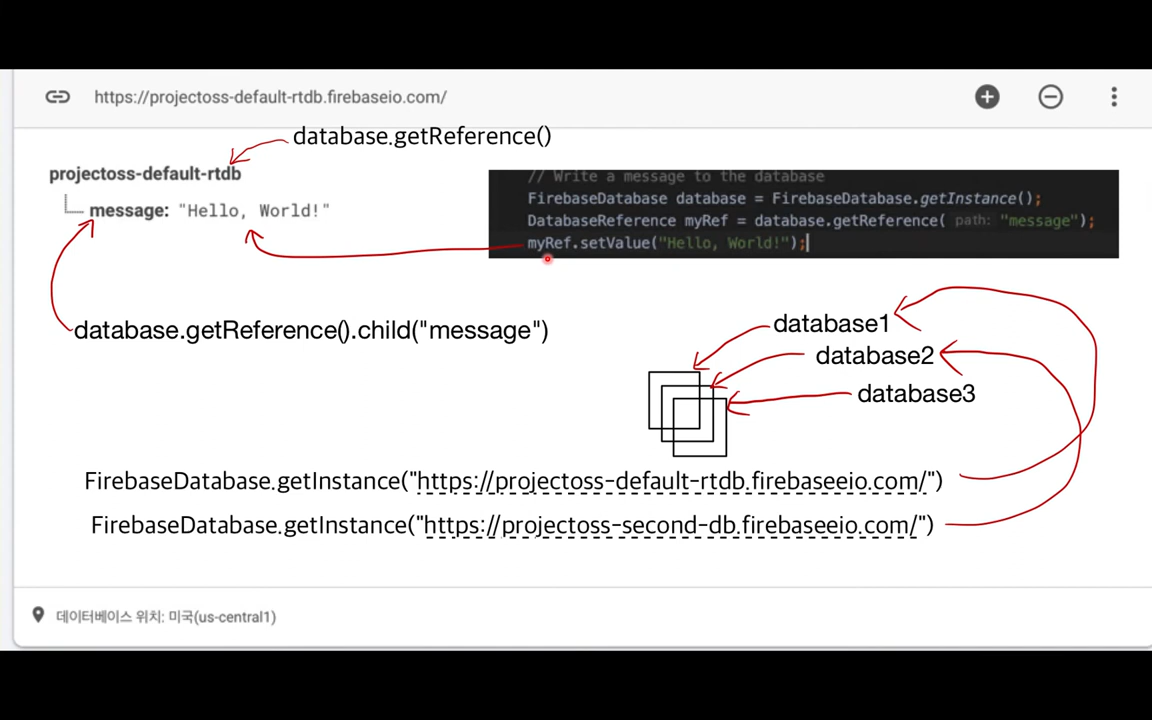 https://projectoss-default-rtdb.firebaseio.com/
database.getReference()
projectoss-default-rtdb
message: "Hello, World!"
// Write a message to the database
FirebaseDatabase database = FirebaseDatabase.getInstance();
DatabaseReference myRef = database.getReference( path: "message");
myRef.setValue("Hello, World!");
database.getReference().child("message")
database1
database2
database3
FirebaseDatabase.getInstance("https://projectoss-default-rtdb.firebaseeio.com/")
FirebaseDatabase.getInstance("https://projectoss-second-db.firebaseeio.com/")
데이터베이스 위치: 미국(us-central1)